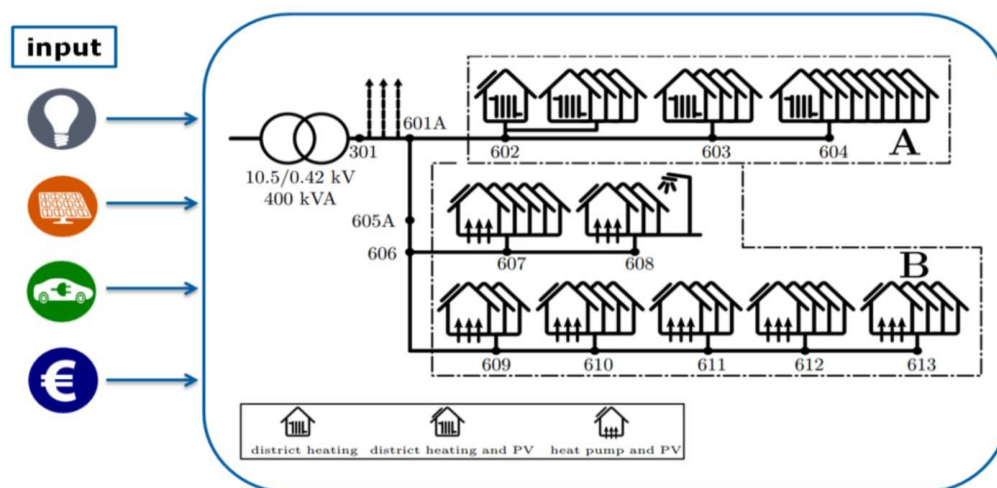 input
601A
301
10.5/0.42 kV
400 kVA
602
603
604
A
605A
606
607
608
B
609
610
611
612
613
€
district heating
district heating and PV
heat pump and PV